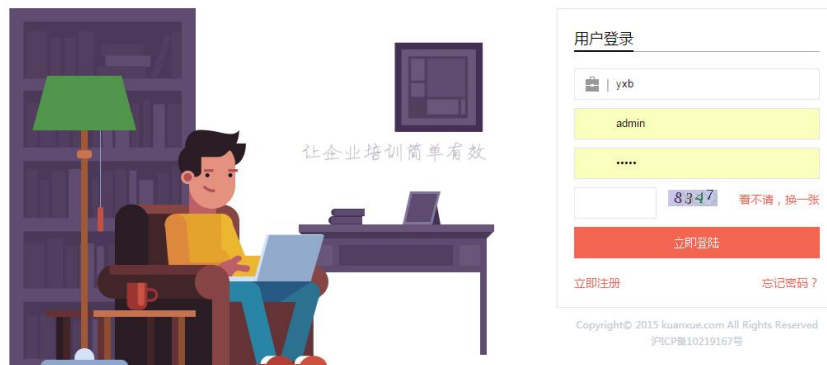 用户登录
yxb
admin
•••••
8347
看不请，换一张
立即登陆
立即注册
忘记密码？
让企业培训简单有效
Copyright© 2015 kuanxue.com All Rights Reserved
沪ICP备10219167号